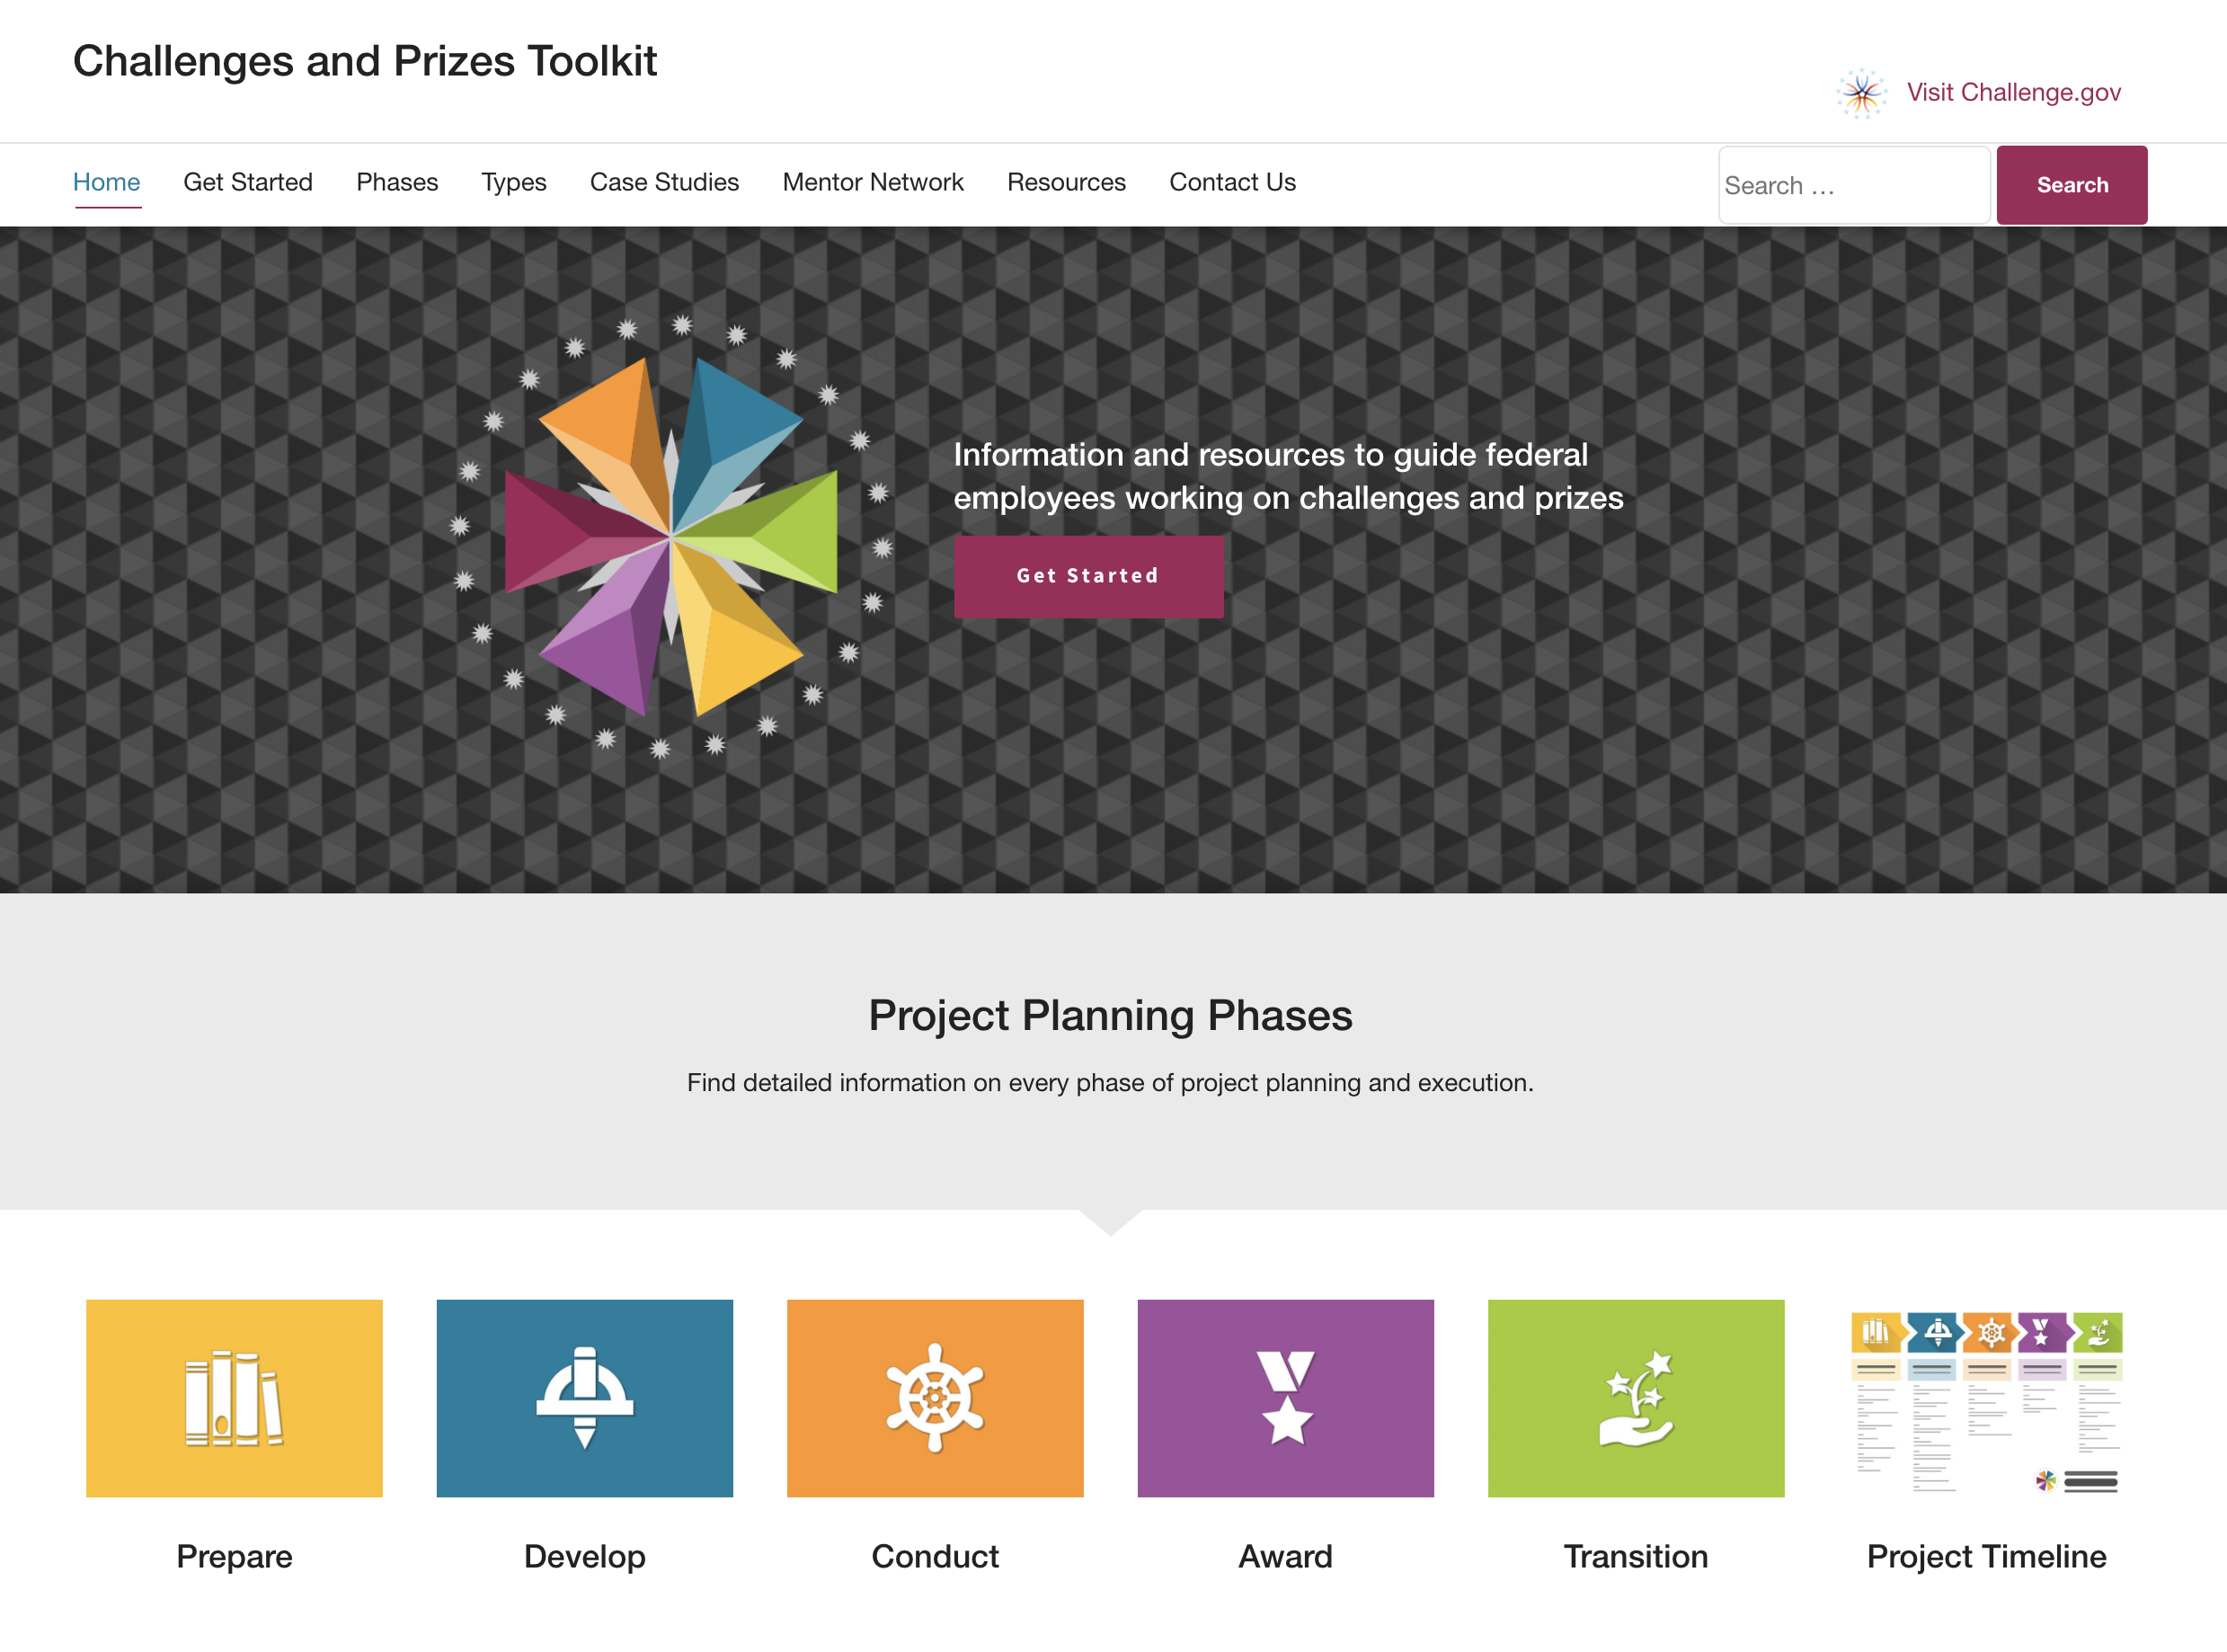 Challenges and Prizes Toolkit
Visit Challenge.gov
Home Get Started Phases Types Case Studies Mentor Network Resources Contact Us Search … Search
Information and resources to guide federal
employees working on challenges and prizes
Get Started
Project Planning Phases
Find detailed information on every phase of project planning and execution.
Prepare Develop Conduct Award Transition Project Timeline